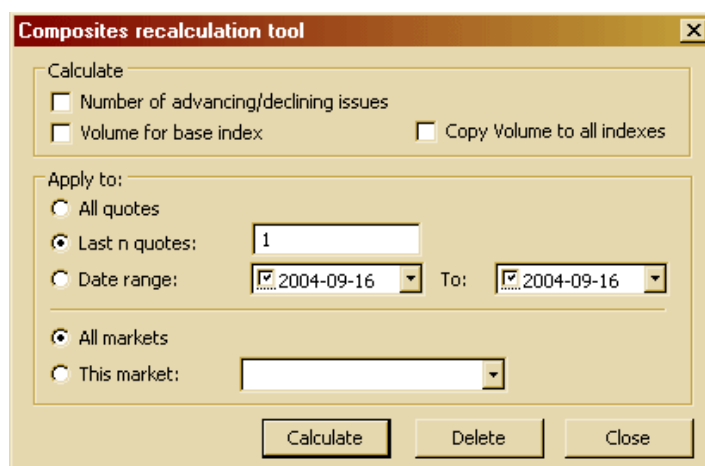 Composites recalculation tool
Calculate
Number of advancing/declining issues
Volume for base index Copy Volume to all indexes
Apply to:
All quotes
Last n quotes: 1
Date range: 2004-09-16 To: 2004-09-16
All markets
This market:
Calculate Delete Close